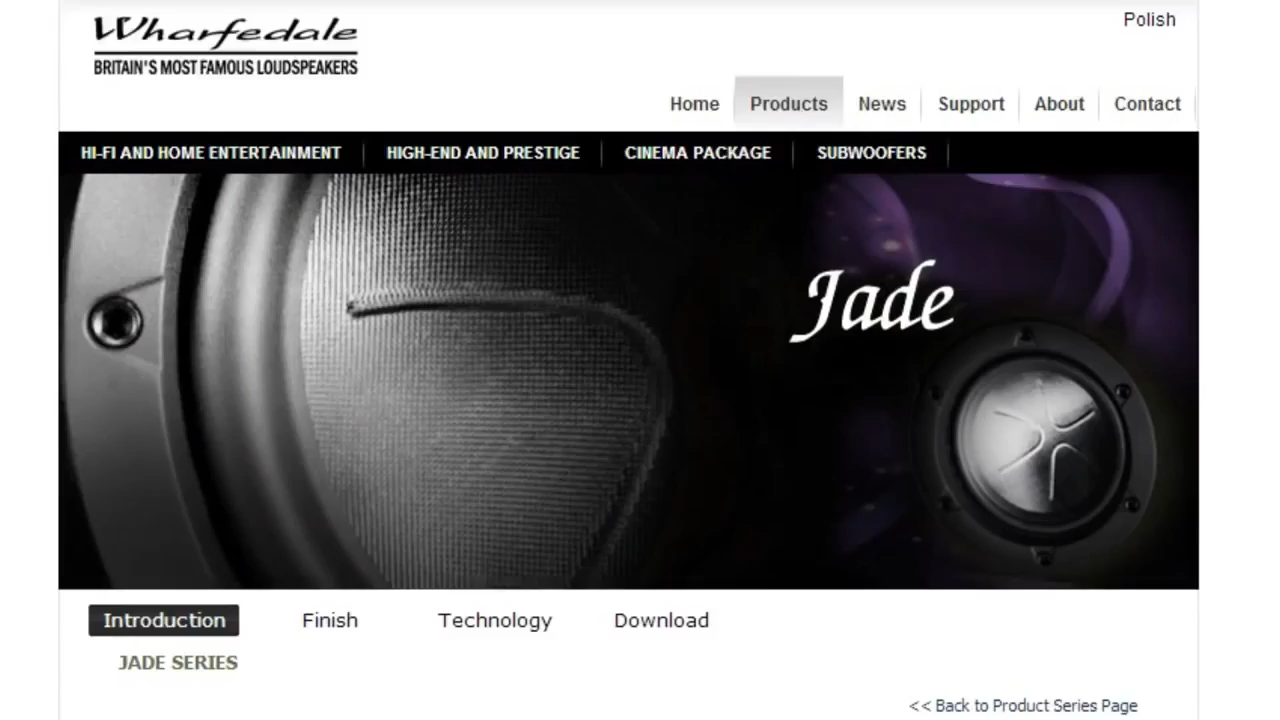 Wharfedale
BRITAIN'S MOST FAMOUS LOUDSPEAKERS
Polish
Home Products News Support About Contact
HI-FI AND HOME ENTERTAINMENT HIGH-END AND PRESTIGE CINEMA PACKAGE SUBWOOFERS
Jade
Introduction Finish Technology Download
JADE SERIES
<< Back to Product Series Page